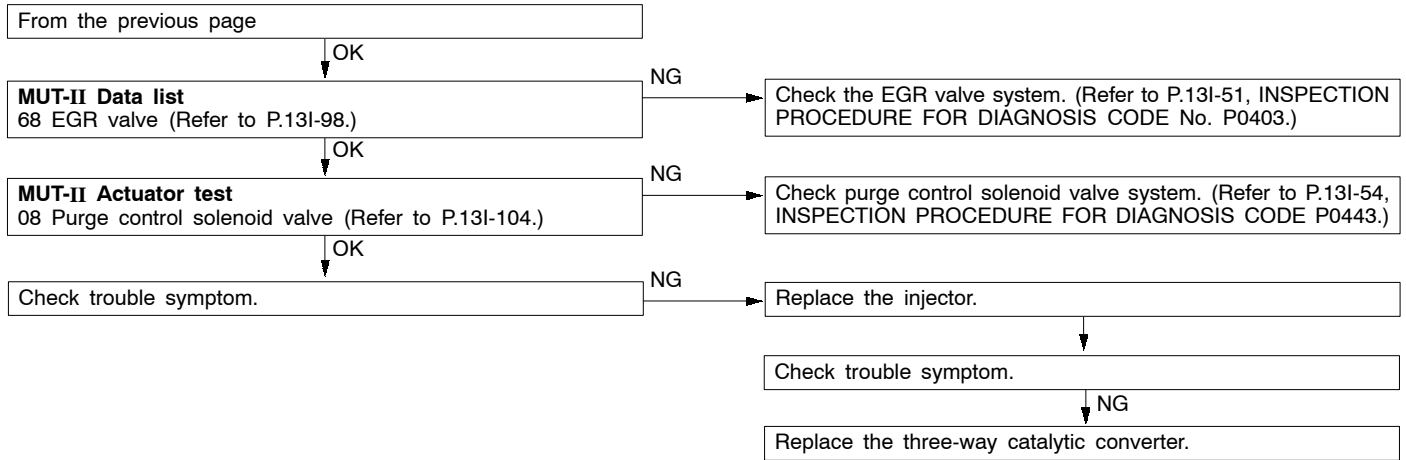 From the previous page
OK
MUT-II Data list
68 EGR valve (Refer to P.13I-98.)
NG
Check the EGR valve system. (Refer to P.13I-51, INSPECTION
PROCEDURE FOR DIAGNOSIS CODE No. P0403.)
OK
MUT-II Actuator test
08 Purge control solenoid valve (Refer to P.13I-104.)
NG
Check purge control solenoid valve system. (Refer to P.13I-54,
INSPECTION PROCEDURE FOR DIAGNOSIS CODE P0443.)
OK
Check trouble symptom.
NG
Replace the injector.
Check trouble symptom.
NG
Replace the three-way catalytic converter.